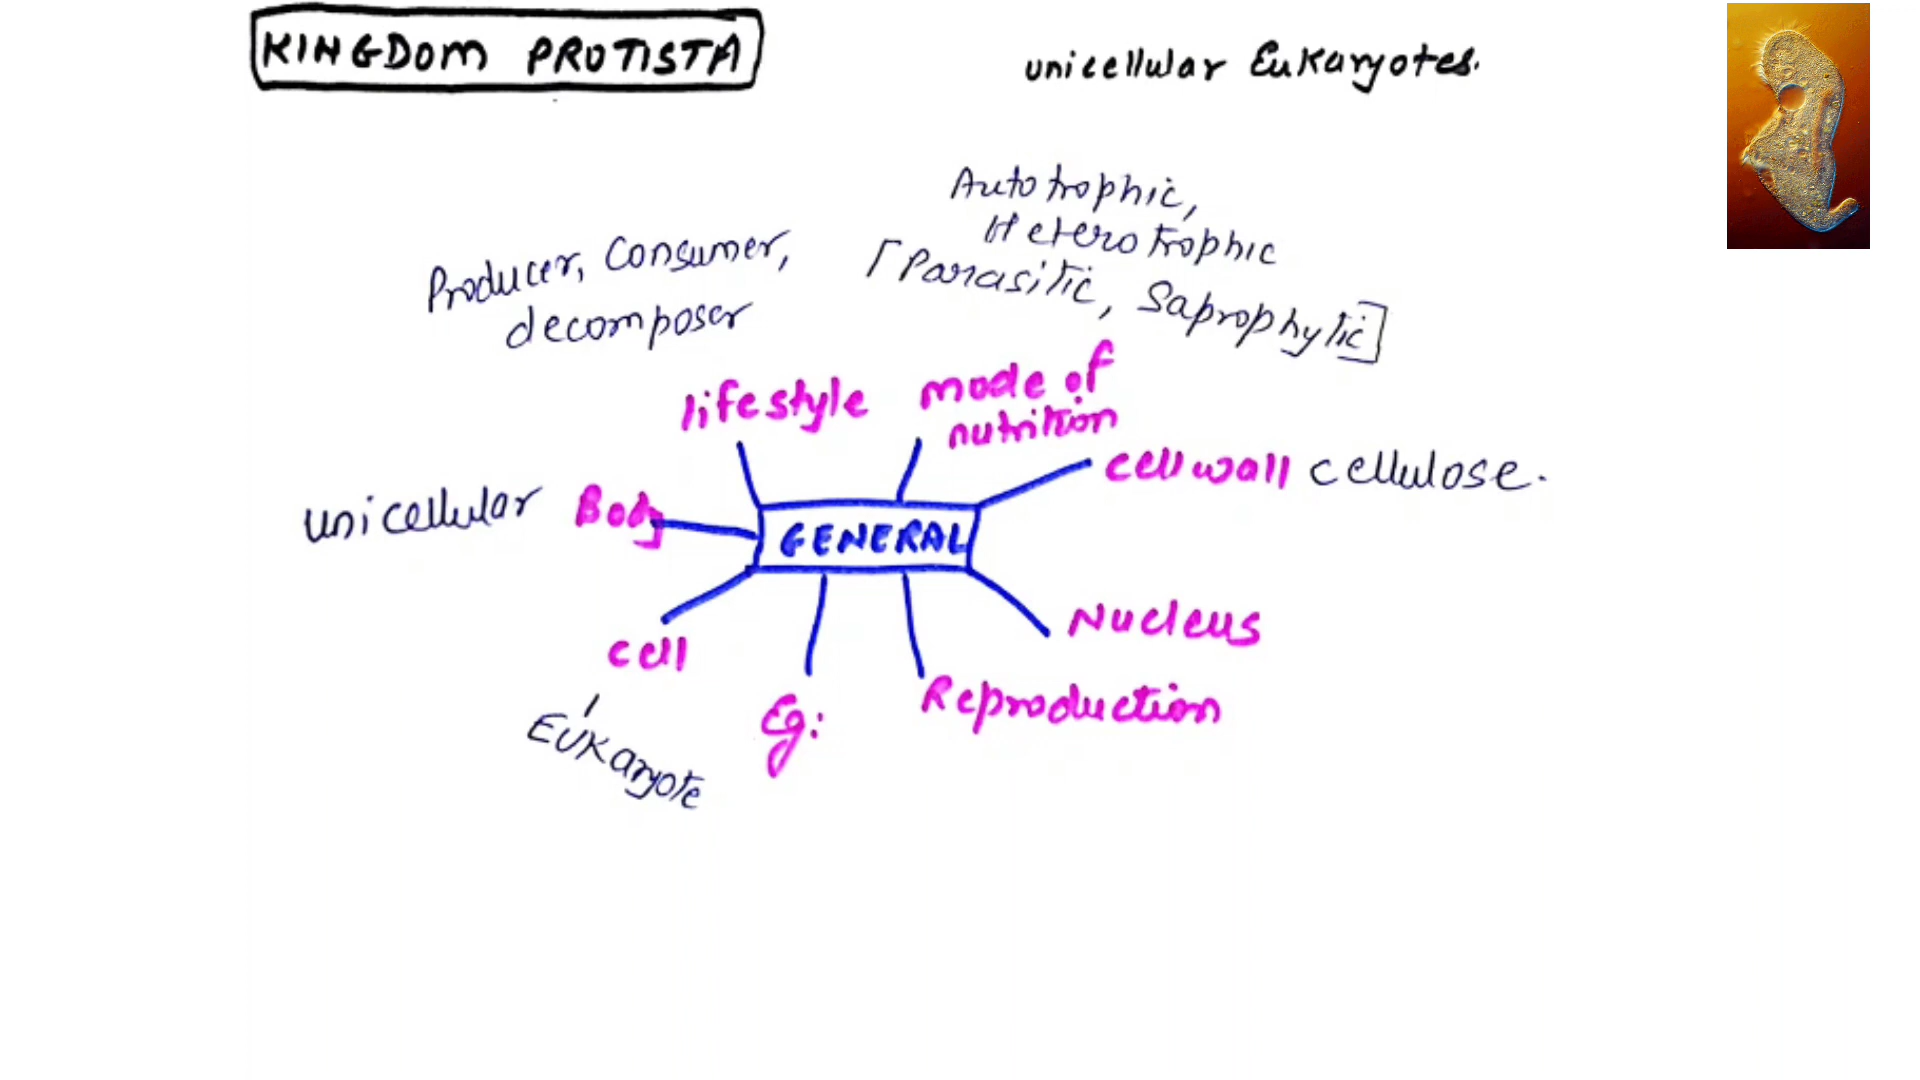 KINGDOM PROTISTA
unicellular Eukaryotes.
Autotrophic,
Heterotrophic
[Parasitic, Saprophytic]
Producer, Consumer,
decomposer
lifestyle
mode of
nutrition
cell wall cellulose.
unicellular Body
GENERAL
Nucleus
cell
Reproduction
Eg:
Eukaryote